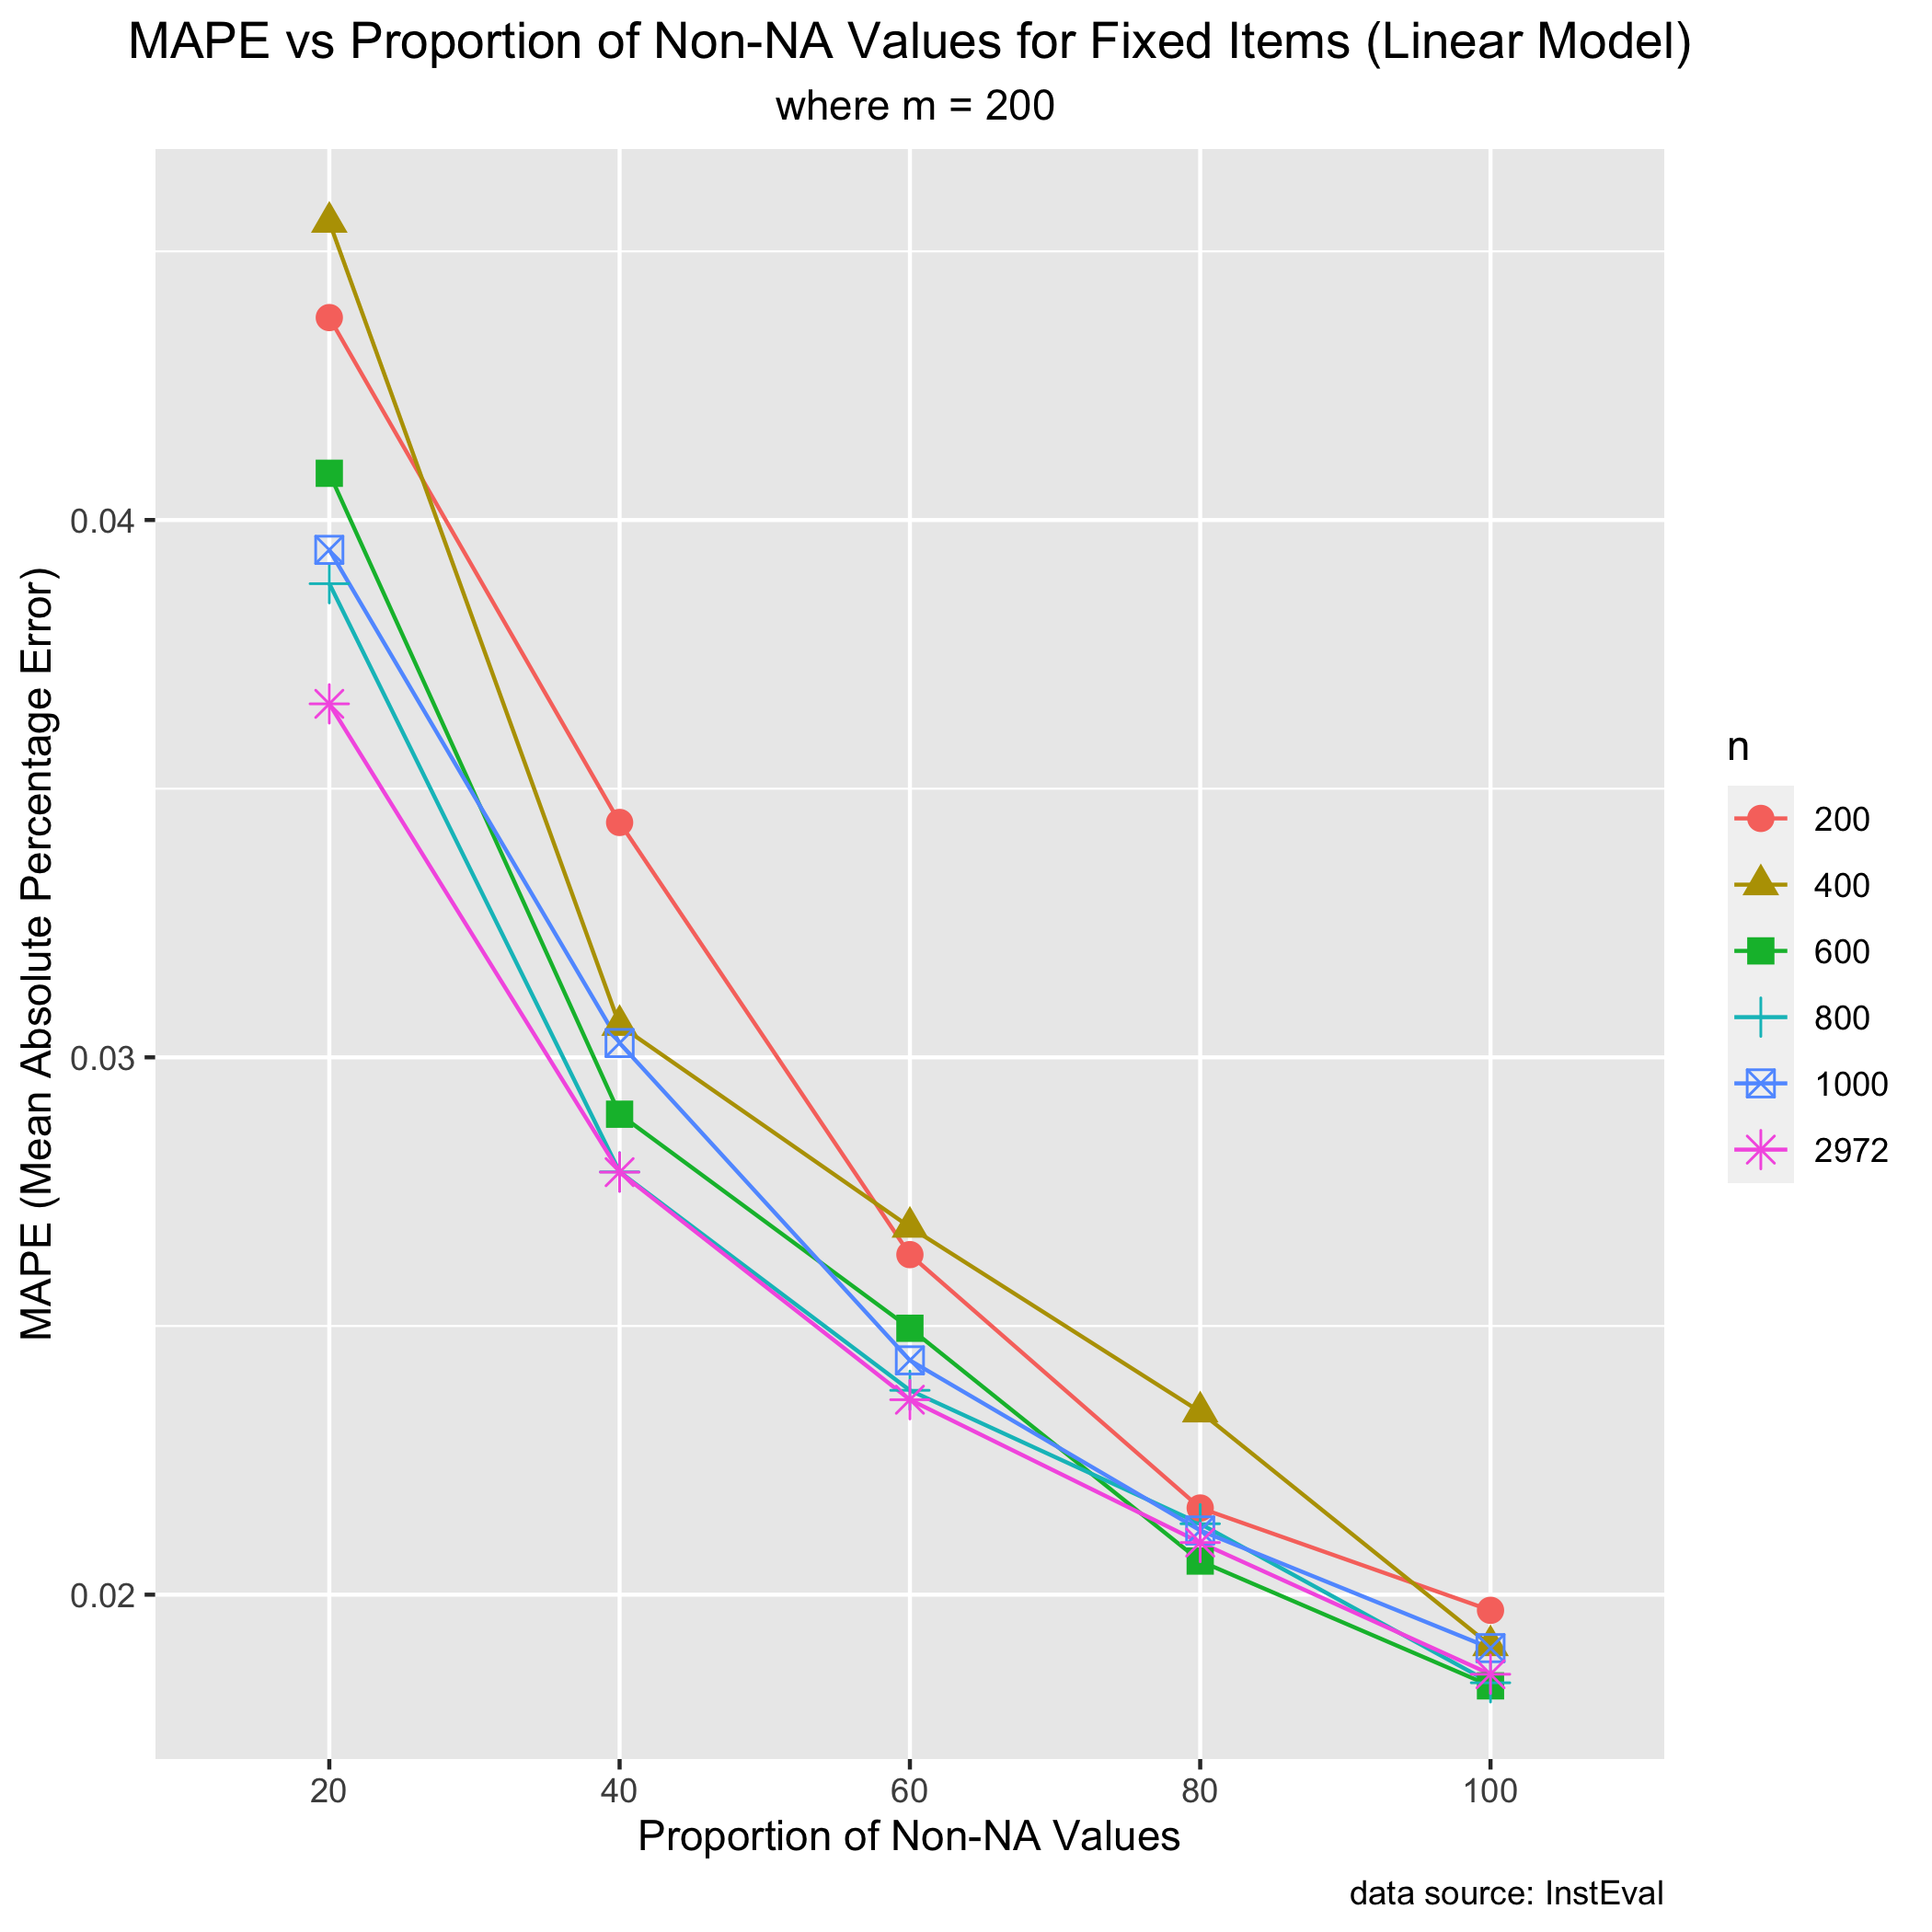 MAPE vs Proportion of Non-NA Values for Fixed Items (Linear Model)
where m = 200
MAPE (Mean Absolute Percentage Error)
0.04
0.03
0.02
20 40 60 80 100
Proportion of Non-NA Values
n
200
400
600
800
1000
2972
data source: InstEval